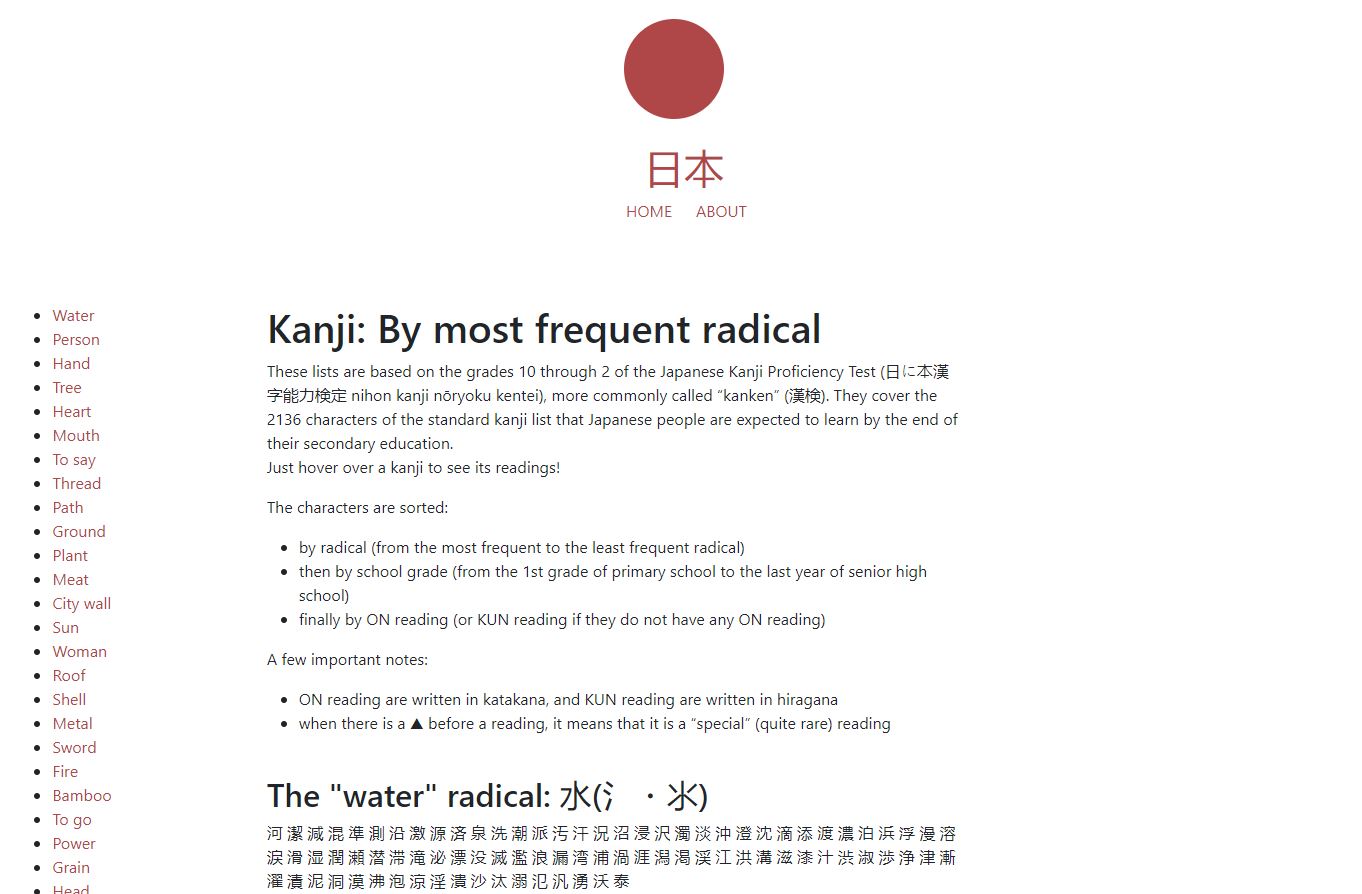 日本
HOME ABOUT
Water
Person
Hand
Tree
Heart
Mouth
To say
Thread
Path
Ground
Plant
Meat
City wall
Sun
Woman
Roof
Shell
Metal
Sword
Fire
Bamboo
To go
Power
Grain
Head
Kanji: By most frequent radical
These lists are based on the grades 10 through 2 of the Japanese Kanji Proficiency Test (日に本漢
字能力検定 nihon kanji nōryoku kentei), more commonly called “kanken” (漢検). They cover the
2136 characters of the standard kanji list that Japanese people are expected to learn by the end of
their secondary education.
Just hover over a kanji to see its readings!
The characters are sorted:
by radical (from the most frequent to the least frequent radical)
then by school grade (from the 1st grade of primary school to the last year of senior high
school)
finally by ON reading (or KUN reading if they do not have any ON reading)
A few important notes:
ON reading are written in katakana, and KUN reading are written in hiragana
when there is a ▲ before a reading, it means that it is a “special” (quite rare) reading
The "water" radical: 水(氵・氺)
河 潔 減 混 準 測 沿 激 源 済 泉 洗 潮 派 汚 汗 況 沼 浸 沢 濁 淡 沖 澄 沈 滴 添 渡 濃 泊 浜 浮 漫 溶
涙 滑 湿 潤 瀬 潜 滞 滝 泌 漂 没 滅 濫 浪 漏 湾 浦 渦 涯 潟 渇 渓 江 洪 溝 滋 漆 汁 渋 淑 渉 浄 津 漸
濯 漬 泥 洞 漠 沸 泡 涼 淫 潰 沙 汰 溺 氾 汎 湧 沃 泰